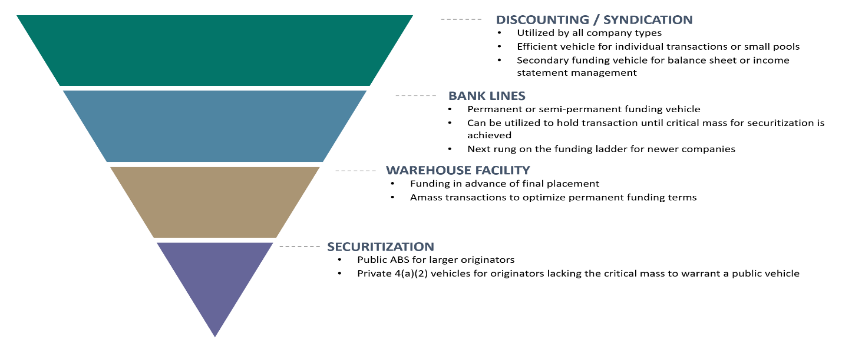 DISCOUNTING / SYNDICATION
• Utilized by all company types
• Efficient vehicle for individual transactions or small pools
• Secondary funding vehicle for balance sheet or income
statement management
BANK LINES
• Permanent or semi-permanent funding vehicle
• Can be utilized to hold transaction until critical mass for securitization is
achieved
• Next rung on the funding ladder for newer companies
WAREHOUSE FACILITY
• Funding in advance of final placement
• Amass transactions to optimize permanent funding terms
SECURITIZATION
• Public ABS for larger originators
• Private 4(a)(2) vehicles for originators lacking the critical mass to warrant a public vehicle